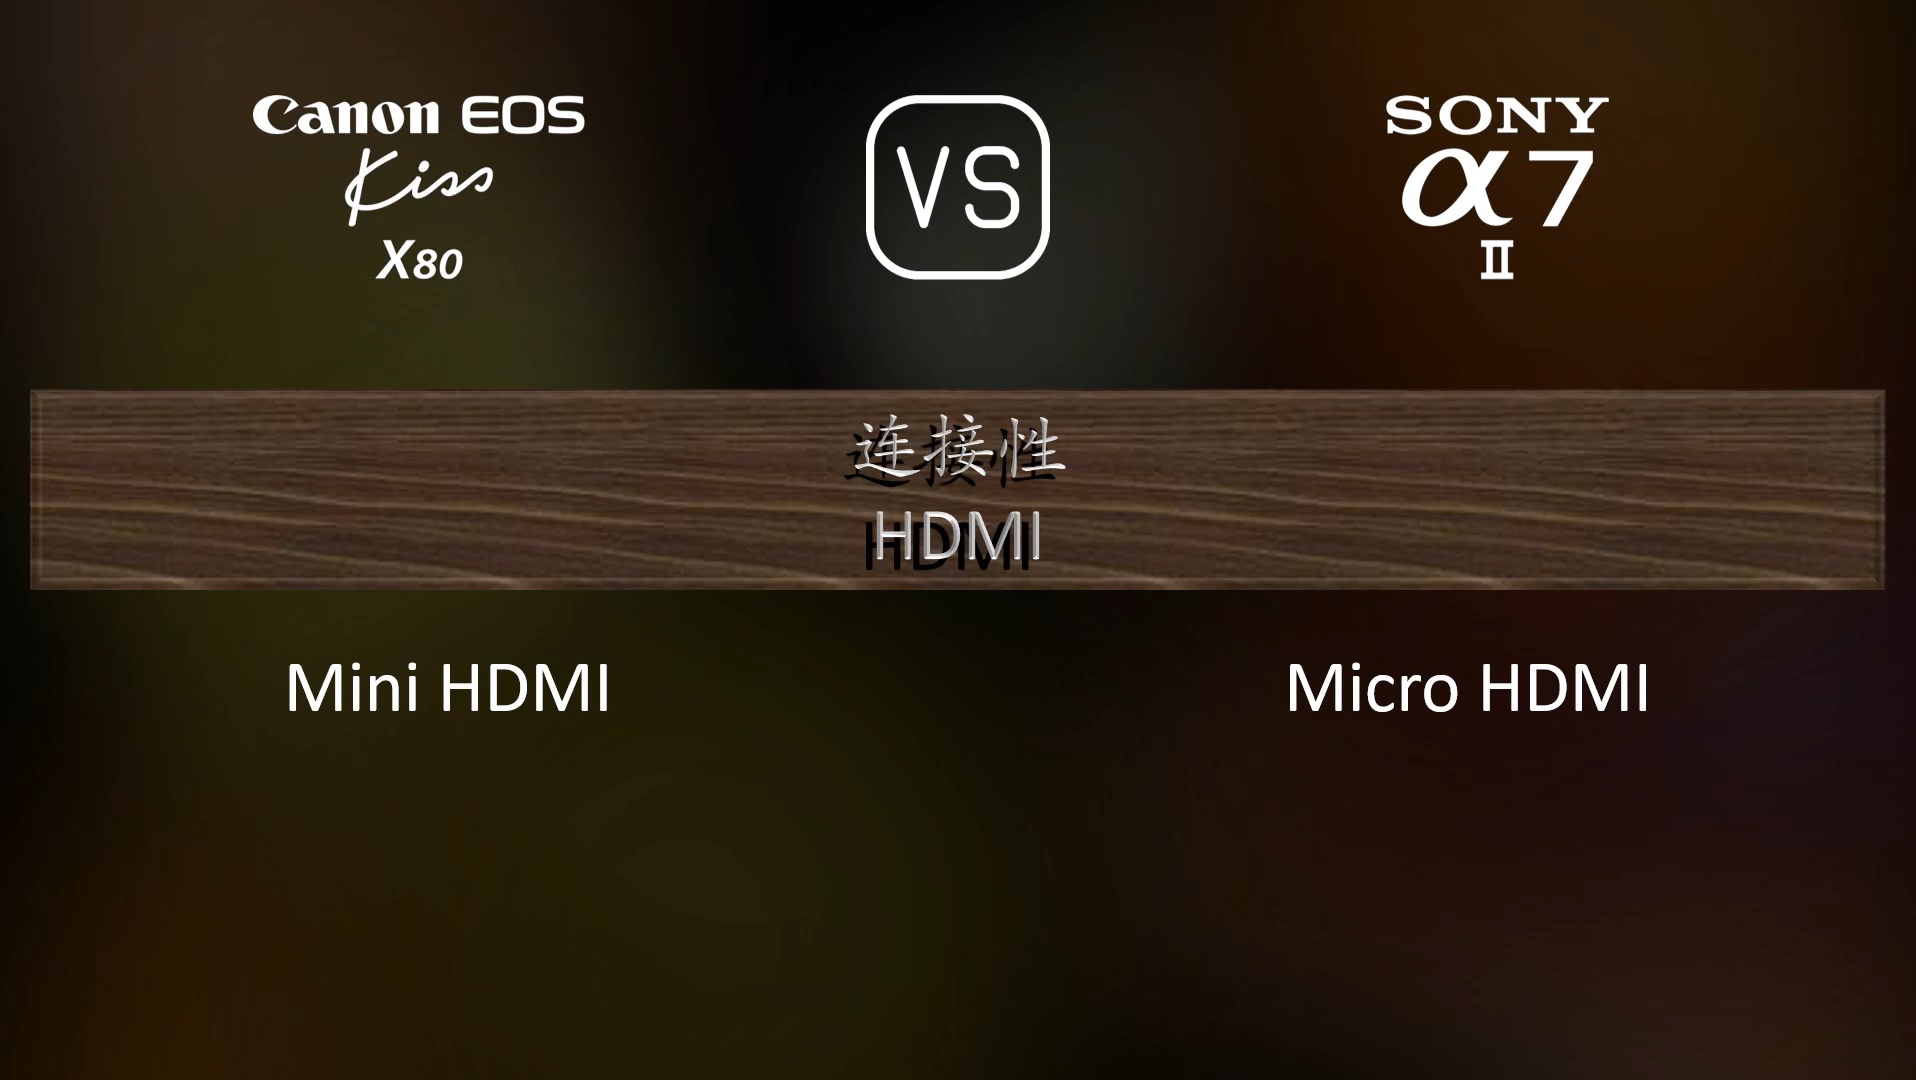 Canon EOS
Kiss
X80
VS
SONY
α7
II
连接性
HDMI
Mini HDMI
Micro HDMI